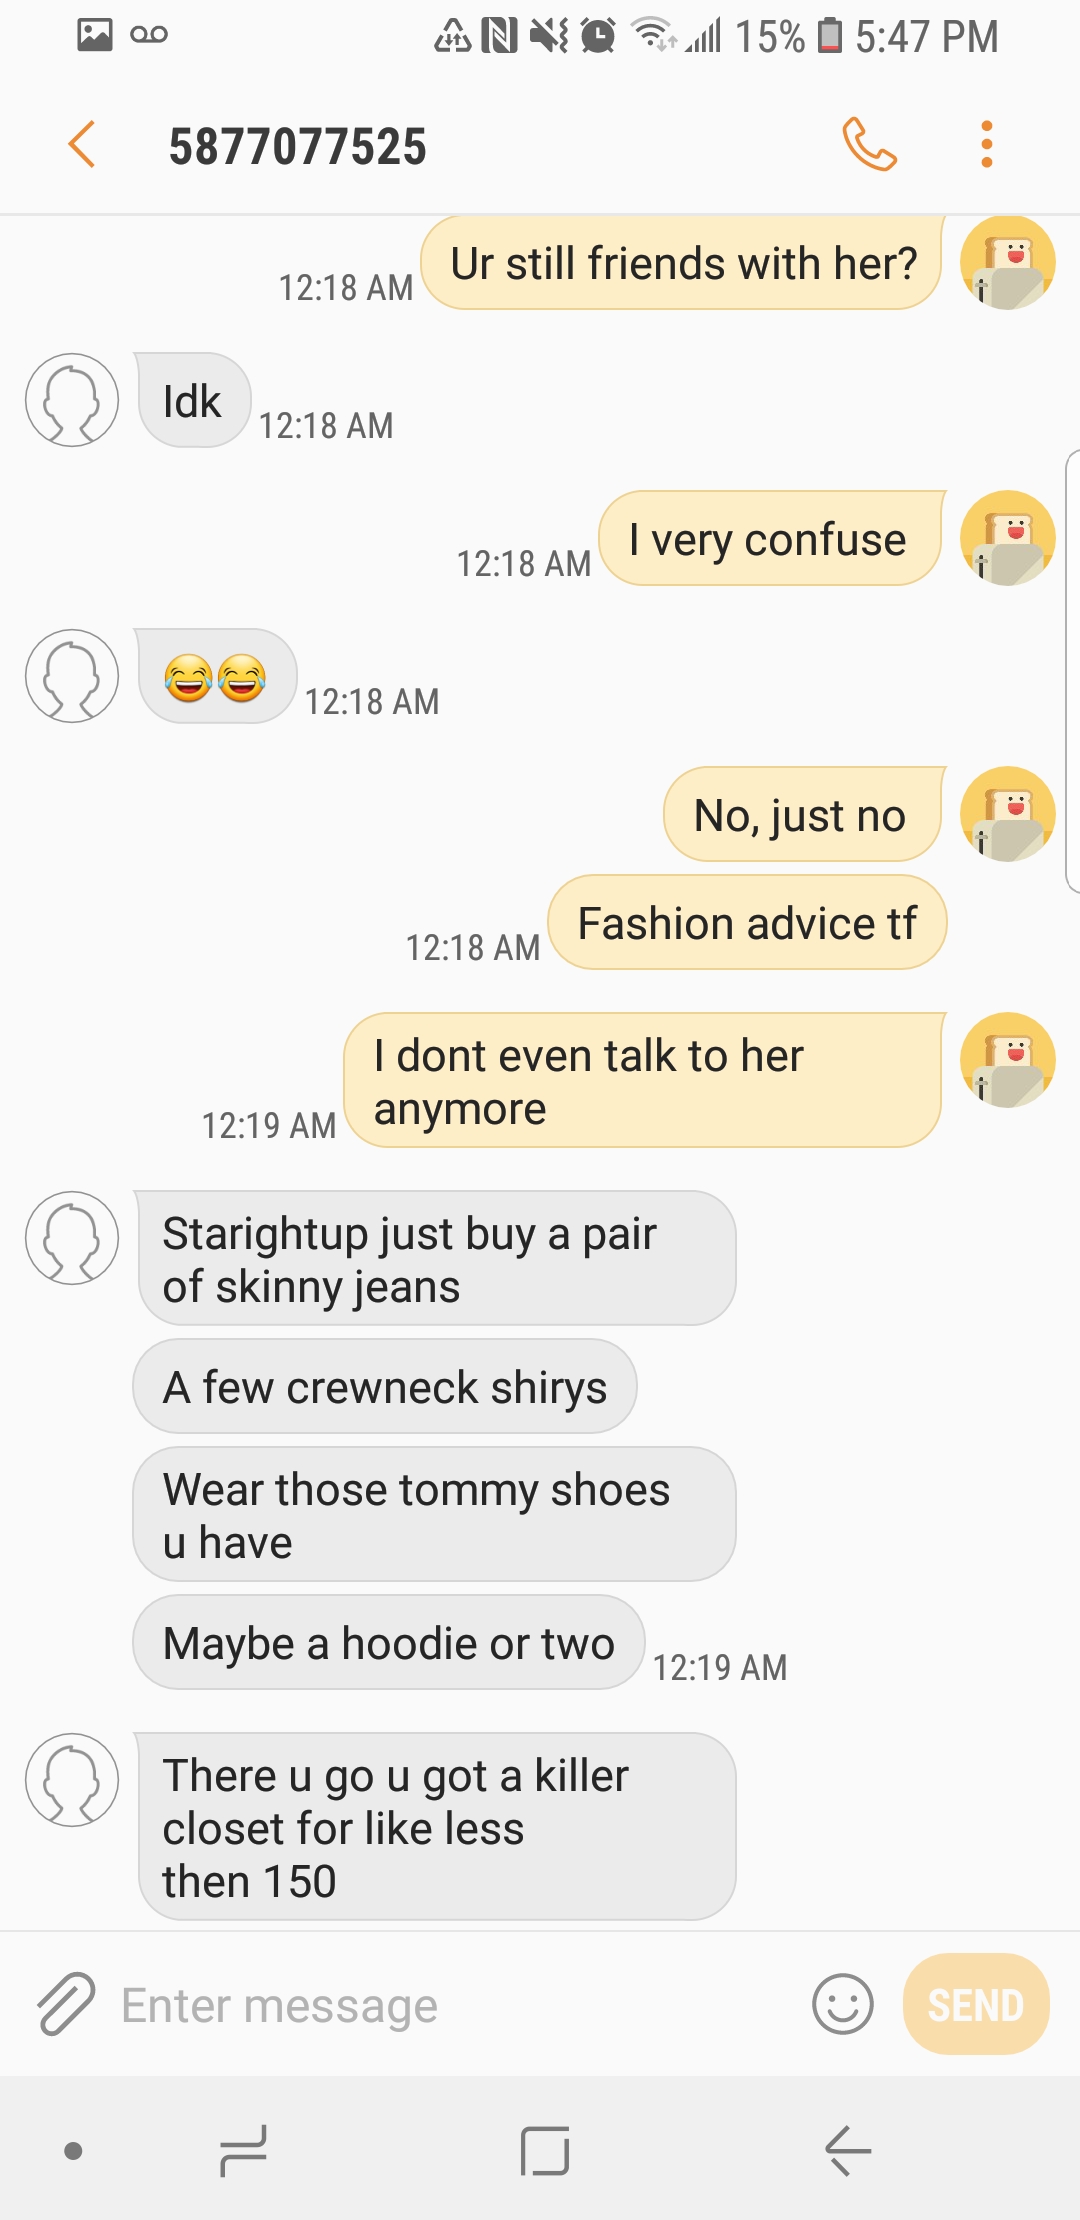 15% 5:47 PM
5877077525
Ur still friends with her?
12:18 AM
Idk
12:18 AM
I very confuse
12:18 AM
😂😂
12:18 AM
No, just no
Fashion advice tf
12:18 AM
I dont even talk to her
anymore
12:19 AM
Starightup just buy a pair
of skinny jeans
A few crewneck shirys
Wear those tommy shoes
u have
Maybe a hoodie or two
12:19 AM
There u go u got a killer
closet for like less
then 150
Enter message
SEND